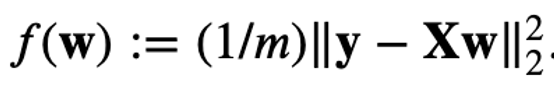 f(w) := (1/m)‖y − Xw‖₂².